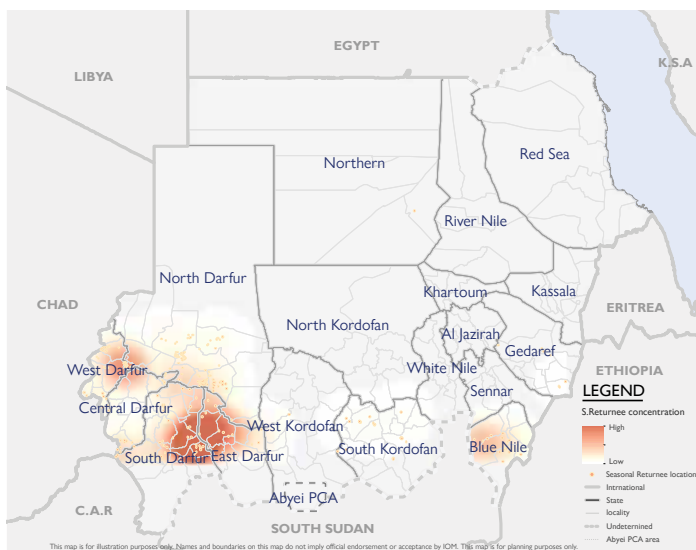 EGYPT
LIBYA
K.S.A
Red Sea
Northern
River Nile
North Darfur
Khartoum
Kassala
CHAD
ERITREA
North Kordofan
Al Jazirah
Gedaref
West Darfur
White Nile
ETHIOPIA
Sennar
LEGEND
Central Darfur
S.Returnee concentration
West Kordofan
High
South Kordofan
Blue Nile
South Darfur
East Darfur
Low
Seasonal Returnee location
Intrnational
Abyei PCA
State
C.A.R
locality
SOUTH SUDAN
Undeternined
Abyei PCA area
This map is for illustration purposes only. Names and boundaries on this map do not imply official endorsement or acceptance by IOM. This map is for planning purposes only.